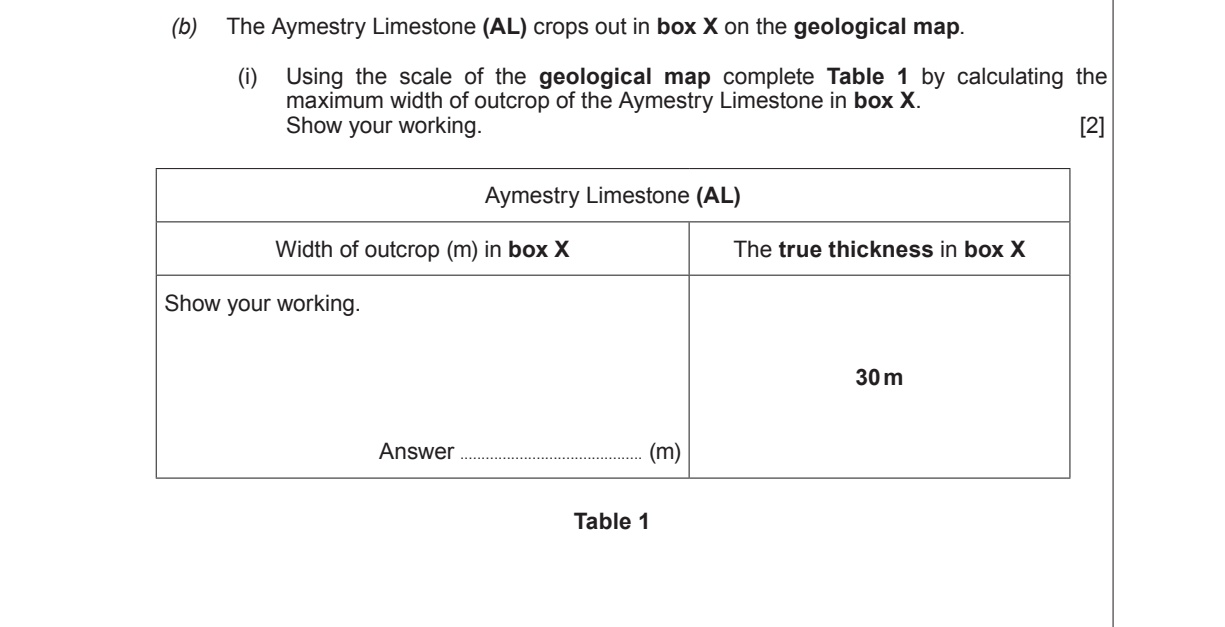 (b) The Aymestry Limestone (AL) crops out in box X on the geological map.
(i) Using the scale of the geological map complete Table 1 by calculating the
maximum width of outcrop of the Aymestry Limestone in box X.
Show your working. [2]
Aymestry Limestone (AL)
Width of outcrop (m) in box X The true thickness in box X
Show your working.
30 m
Answer .......................................... (m)
Table 1